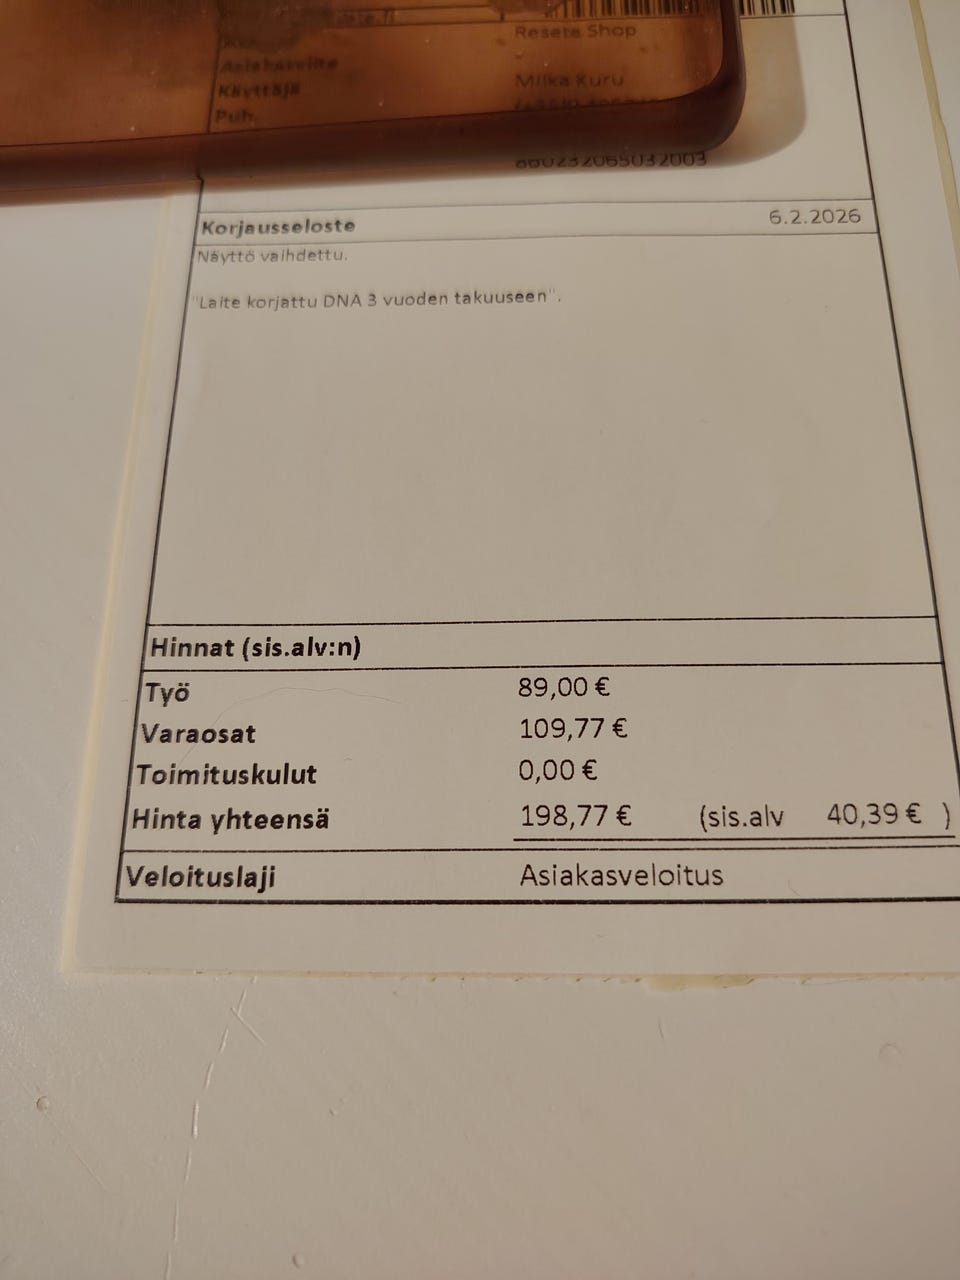 Reseta Shop
Asiakasviite
Käyttäjä Milka Kuru
Puh.
860232065032003
Korjausseloste 6.2.2026
Näyttö vaihdettu.
"Laite korjattu DNA 3 vuoden takuuseen".
Hinnat (sis.alv:n)
Työ 89,00 €
Varaosat 109,77 €
Toimituskulut 0,00 €
Hinta yhteensä 198,77 € (sis.alv 40,39 € )
Veloituslaji Asiakasveloitus